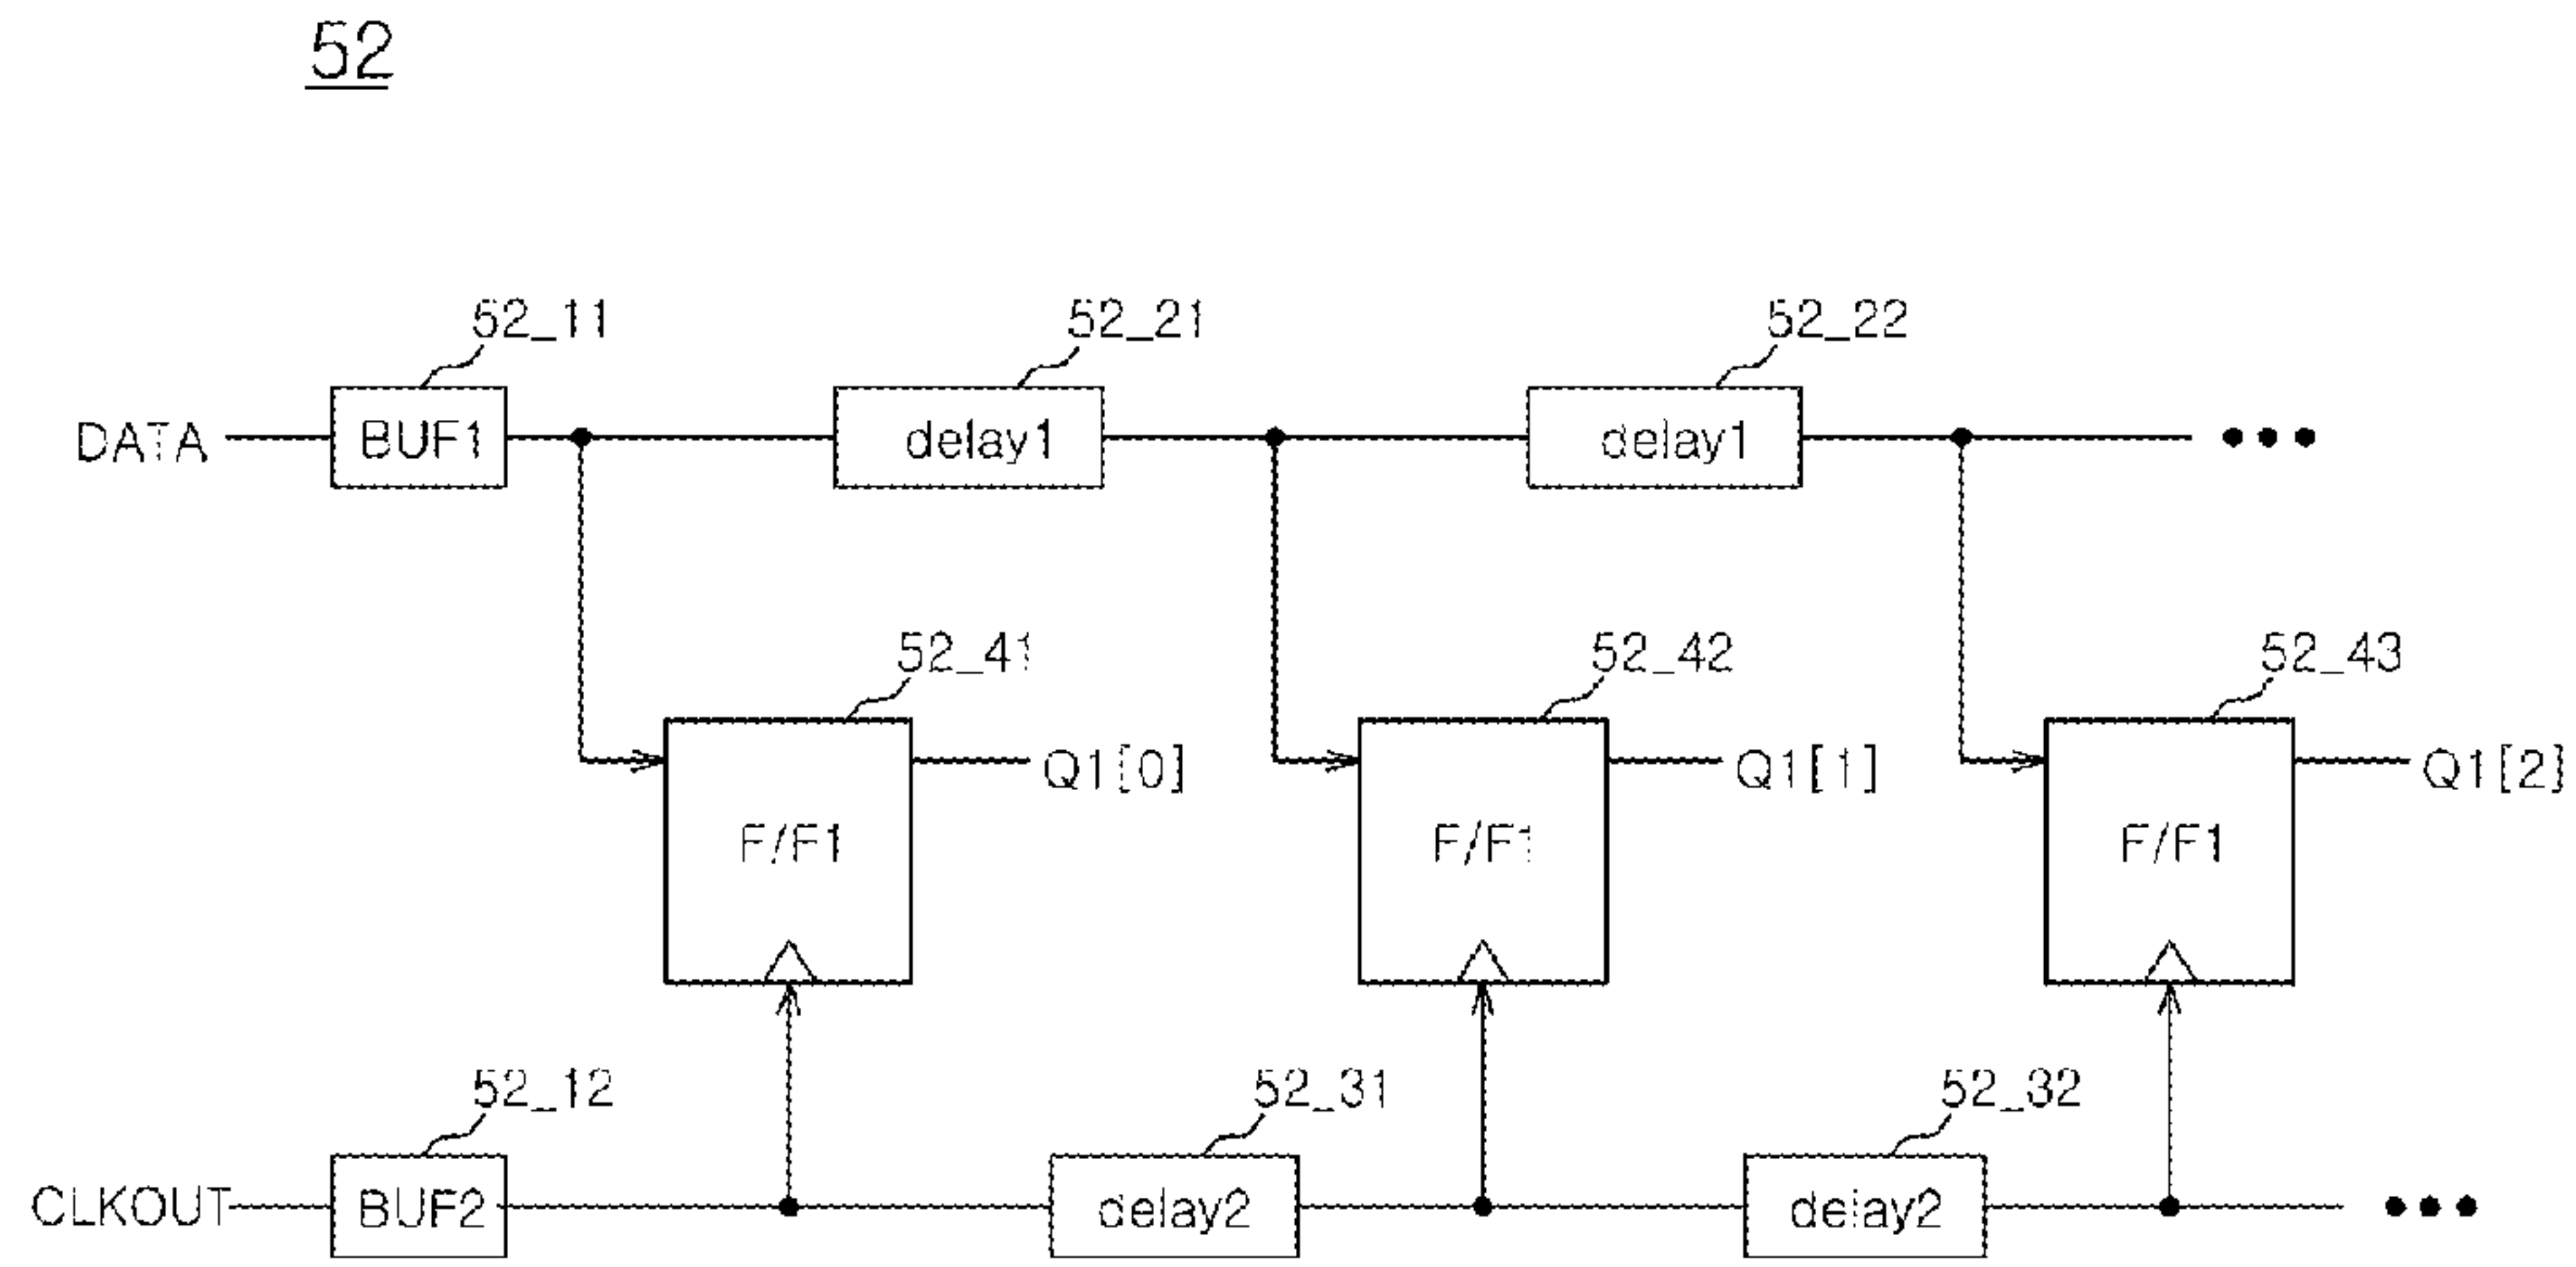 52
52_11 52_21 52_22
DATA BUF1 delay1 delay1
52_41 52_42 52_43
Q1[0] Q1[1] Q1[2]
F/F1 F/F1 F/F1
52_12 52_31 52_32
CLKOUT BUF2 delay2 delay2